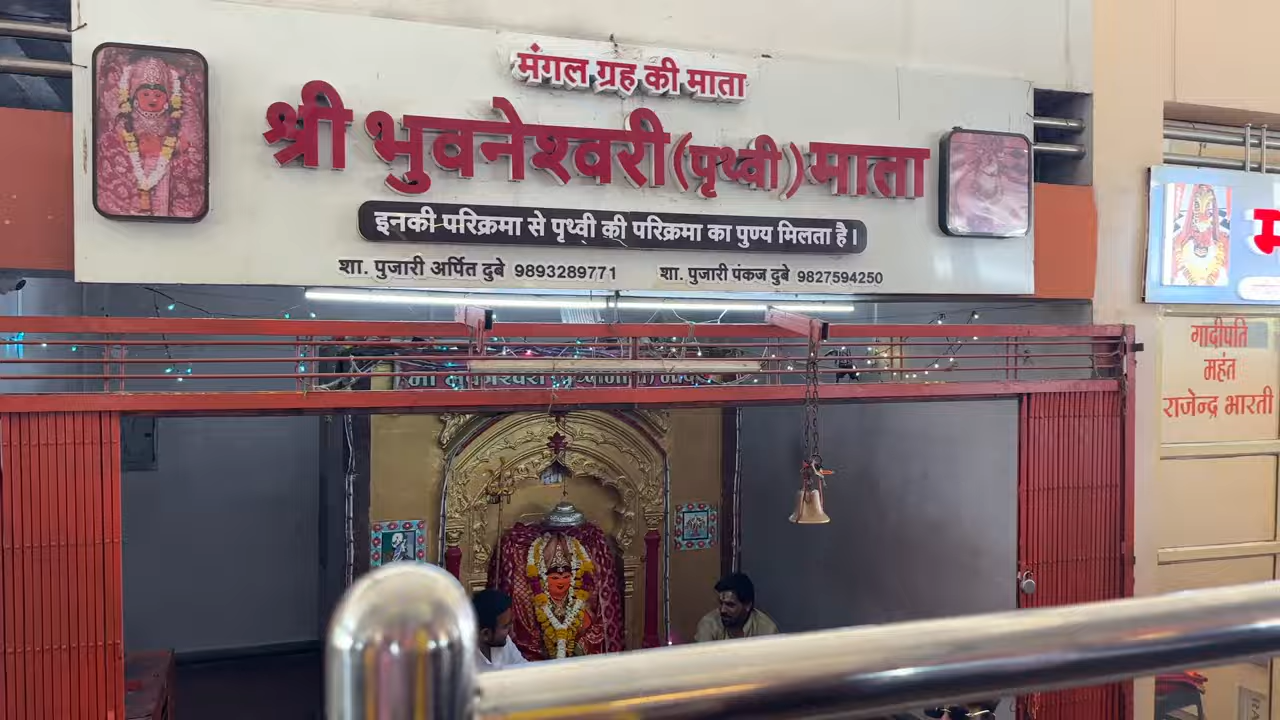 मंगल ग्रह की माता
श्री भुवनेश्वरी (पृथ्वी) माता
इनकी परिक्रमा से पृथ्वी की परिक्रमा का पुण्य मिलता है।
शा. पुजारी अर्पित दुबे 9893289771 शा. पुजारी पंकज दुबे 9827594250
गादीपति
महंत
राजेन्द्र भारती